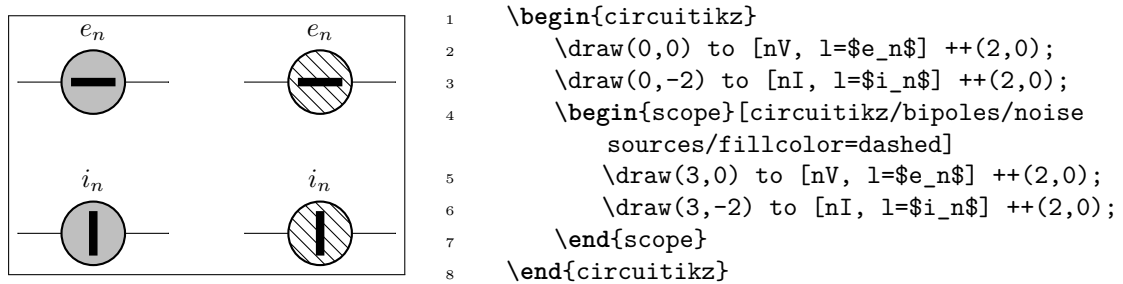 e_n e_n
i_n i_n
1 \begin{circuitikz}
2 \draw(0,0) to [nV, l=$e_n$] ++(2,0);
3 \draw(0,-2) to [nI, l=$i_n$] ++(2,0);
4 \begin{scope}[circuitikz/bipoles/noise
sources/fillcolor=dashed]
5 \draw(3,0) to [nV, l=$e_n$] ++(2,0);
6 \draw(3,-2) to [nI, l=$i_n$] ++(2,0);
7 \end{scope}
8 \end{circuitikz}